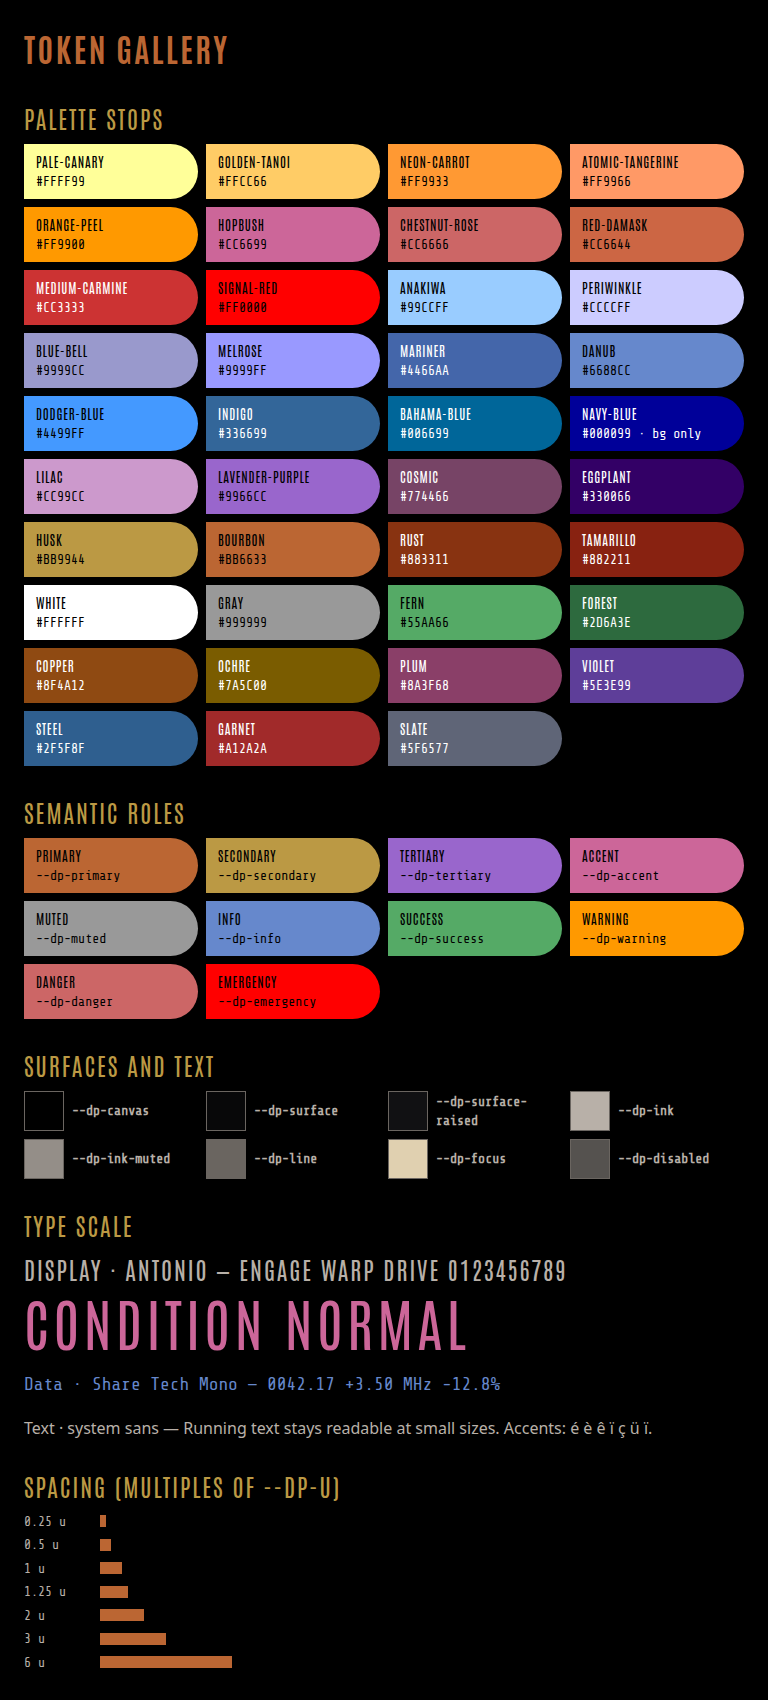 TOKEN GALLERY
PALETTE STOPS
PALE-CANARY
#FFFF99
GOLDEN-TANOI
#FFCC66
NEON-CARROT
#FF9933
ATOMIC-TANGERINE
#FF9966
ORANGE-PEEL
#FF9900
HOPBUSH
#CC6699
CHESTNUT-ROSE
#CC6666
RED-DAMASK
#CC6644
MEDIUM-CARMINE
#CC3333
SIGNAL-RED
#FF0000
ANAKIWA
#99CCFF
PERIWINKLE
#CCCCFF
BLUE-BELL
#9999CC
MELROSE
#9999FF
MARINER
#4466AA
DANUB
#6688CC
DODGER-BLUE
#4499FF
INDIGO
#336699
BAHAMA-BLUE
#006699
NAVY-BLUE
#000099 · bg only
LILAC
#CC99CC
LAVENDER-PURPLE
#9966CC
COSMIC
#774466
EGGPLANT
#330066
HUSK
#BB9944
BOURBON
#BB6633
RUST
#883311
TAMARILLO
#882211
WHITE
#FFFFFF
GRAY
#999999
FERN
#55AA66
FOREST
#2D6A3E
COPPER
#8F4A12
OCHRE
#7A5C00
PLUM
#8A3F68
VIOLET
#5E3E99
STEEL
#2F5F8F
GARNET
#A12A2A
SLATE
#5F6577
SEMANTIC ROLES
PRIMARY
--dp-primary
SECONDARY
--dp-secondary
TERTIARY
--dp-tertiary
ACCENT
--dp-accent
MUTED
--dp-muted
INFO
--dp-info
SUCCESS
--dp-success
WARNING
--dp-warning
DANGER
--dp-danger
EMERGENCY
--dp-emergency
SURFACES AND TEXT
--dp-canvas
--dp-surface
--dp-surface-
raised
--dp-ink
--dp-ink-muted
--dp-line
--dp-focus
--dp-disabled
TYPE SCALE
DISPLAY · ANTONIO — ENGAGE WARP DRIVE 0123456789
CONDITION NORMAL
Data · Share Tech Mono — 0042.17 +3.50 MHz −12.8%
Text · system sans — Running text stays readable at small sizes. Accents: é è ê ï ç ü ï.
SPACING (MULTIPLES OF --DP-U)
0.25 u
0.5 u
1 u
1.25 u
2 u
3 u
6 u